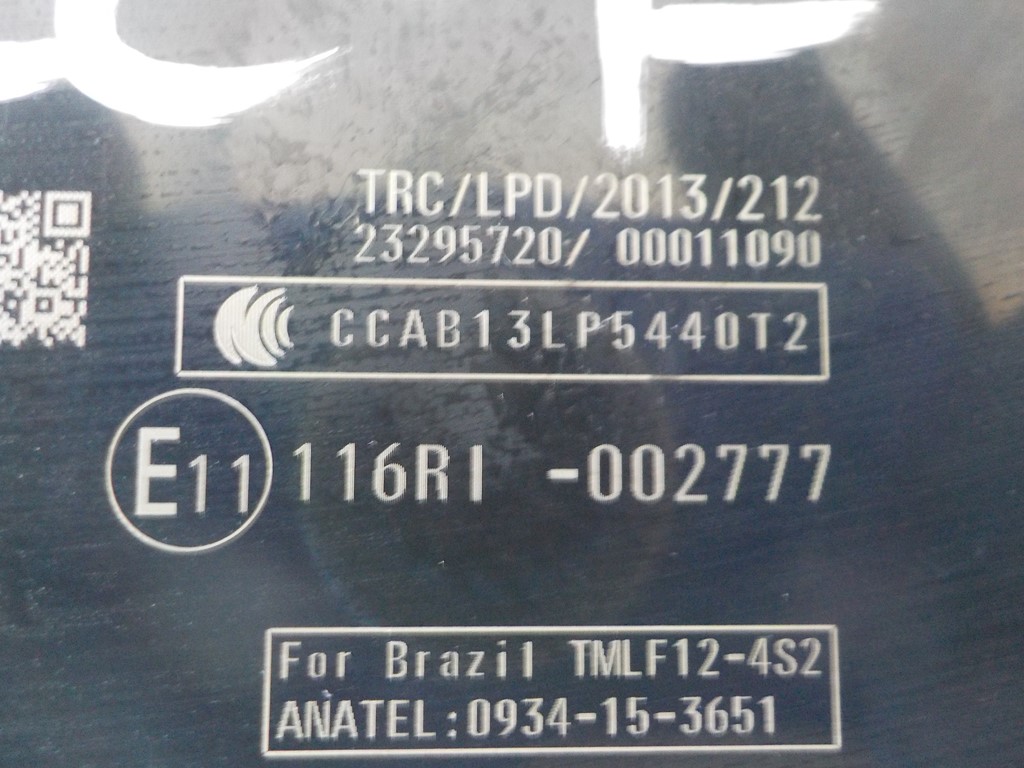 TRC/LPD/2013/212
23295720/ 00011090
CCAB13LP5440T2
E11 116RI -002777
For Brazil TMLF12-4S2
ANATEL:0934-15-3651